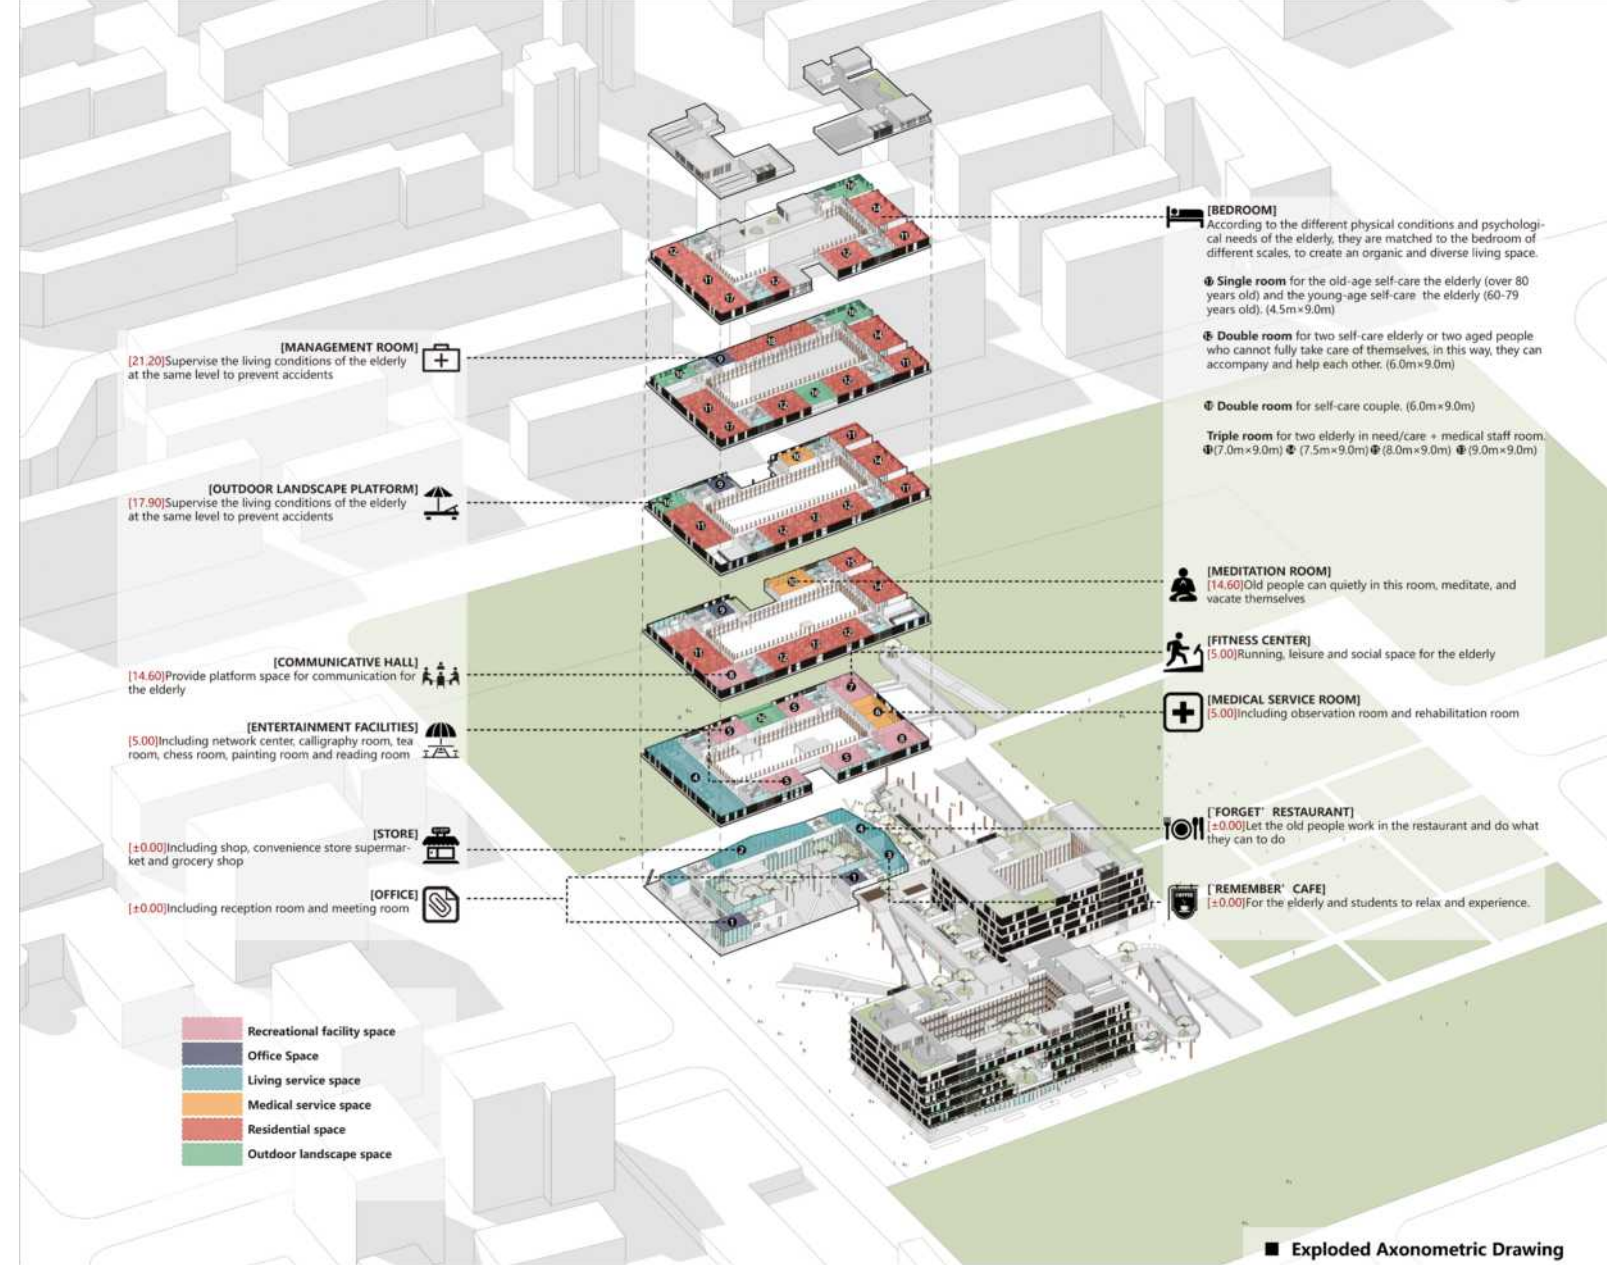 [BEDROOM]
According to the different physical conditions and psychologi-
cal needs of the elderly, they are matched to the bedroom of
different scales, to create an organic and diverse living space.
Single room for the old-age self-care the elderly (over 80
years old) and the young-age self-care the elderly (60-79
years old). (4.5m×9.0m)
Double room for two self-care elderly or two aged people
who cannot fully take care of themselves, in this way, they can
accompany and help each other. (6.0m×9.0m)
Double room for self-care couple. (6.0m×9.0m)
Triple room for two elderly in need/care + medical staff room.
(7.0m×9.0m) (7.5m×9.0m) (8.0m×9.0m) (9.0m×9.0m)
[MANAGEMENT ROOM]
[21.20]Supervise the living conditions of the elderly
at the same level to prevent accidents
[OUTDOOR LANDSCAPE PLATFORM]
[17.90]Supervise the living conditions of the elderly
at the same level to prevent accidents
[MEDITATION ROOM]
[14.60]Old people can quietly in this room, meditate, and
vacate themselves
[FITNESS CENTER]
[5.00]Running, leisure and social space for the elderly
[COMMUNICATIVE HALL]
[14.60]Provide platform space for communication for
the elderly
[MEDICAL SERVICE ROOM]
[5.00]Including observation room and rehabilitation room
[ENTERTAINMENT FACILITIES]
[5.00]Including network center, calligraphy room, tea
room, chess room, painting room and reading room
['FORGET' RESTAURANT]
[±0.00]Let the old people work in the restaurant and do what
they can to do
[STORE]
[±0.00]Including shop, convenience store supermar-
ket and grocery shop
[OFFICE]
[±0.00]Including reception room and meeting room
['REMEMBER' CAFE]
[±0.00]For the elderly and students to relax and experience.
Recreational facility space
Office Space
Living service space
Medical service space
Residential space
Outdoor landscape space
■ Exploded Axonometric Drawing